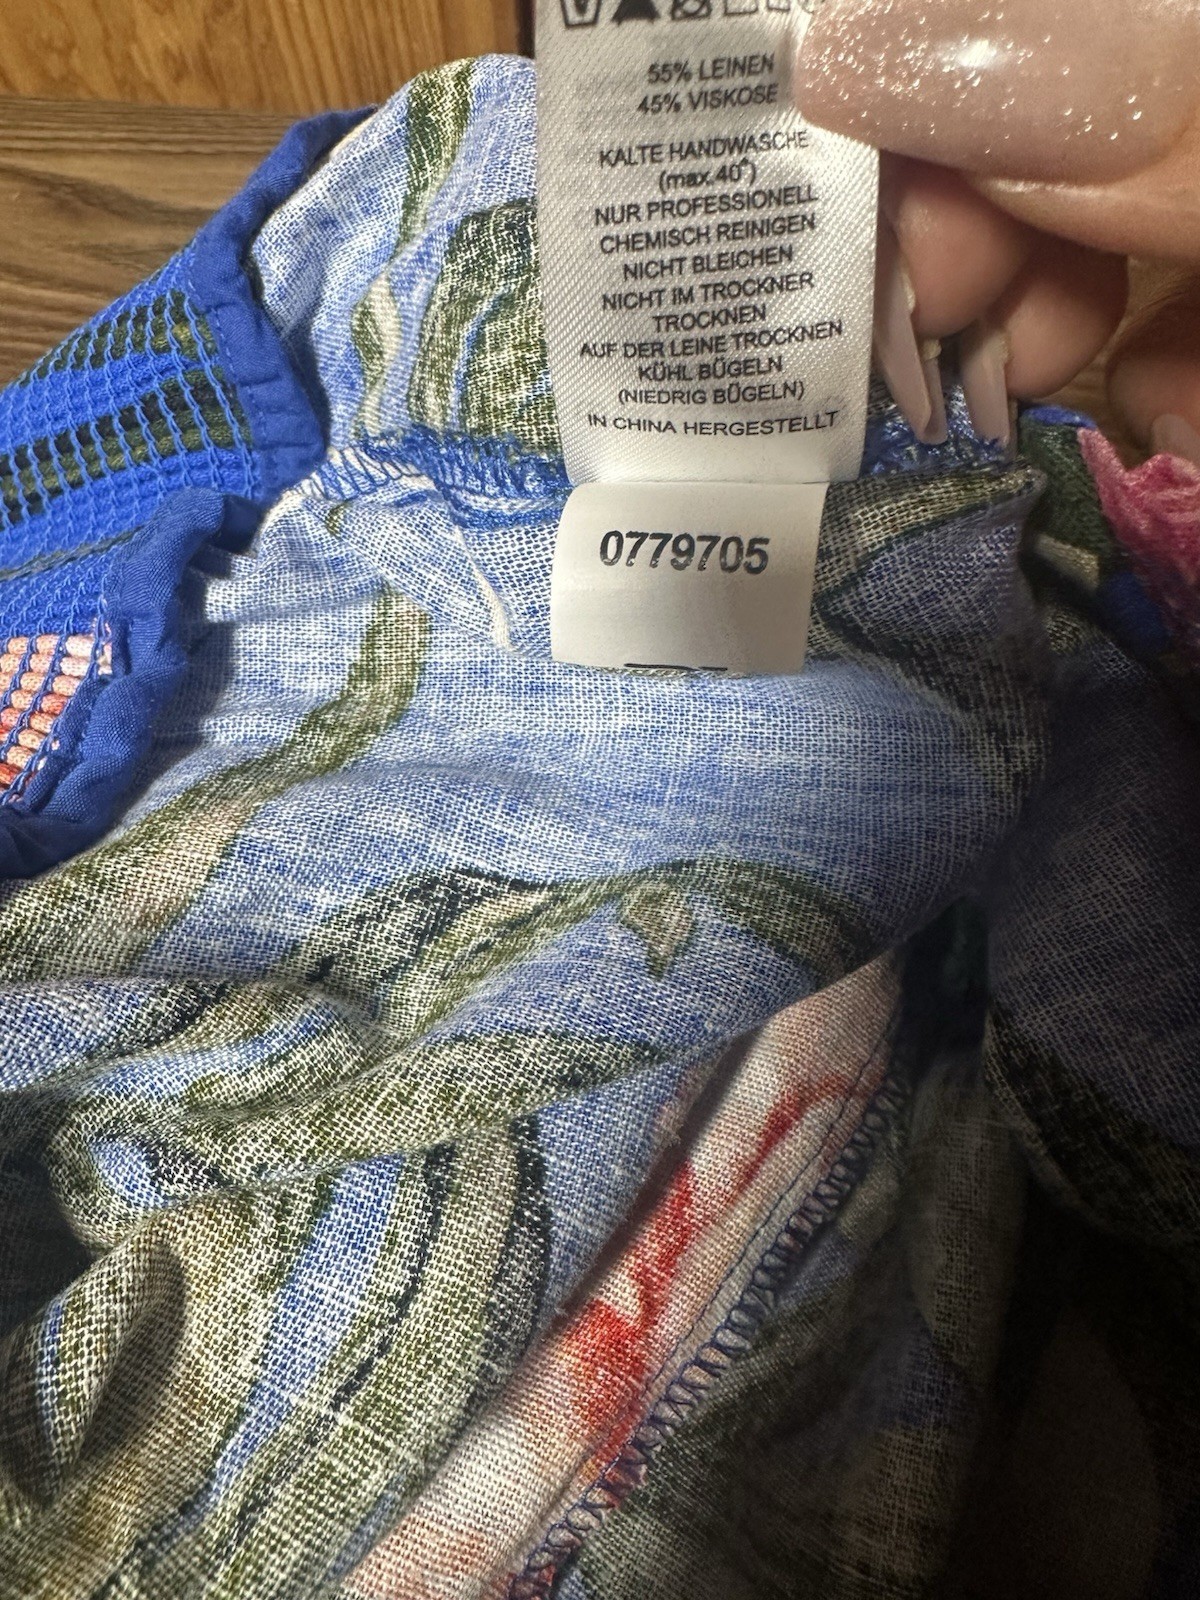 55% LEINEN
45% VISKOSE
KALTE HANDWASCHE
(max.40°)
NUR PROFESSIONELL
CHEMISCH REINIGEN
NICHT BLEICHEN
NICHT IM TROCKNER
TROCKNEN
AUF DER LEINE TROCKNEN
KÜHL BÜGELN
(NIEDRIG BÜGELN)
IN CHINA HERGESTELLT
0779705